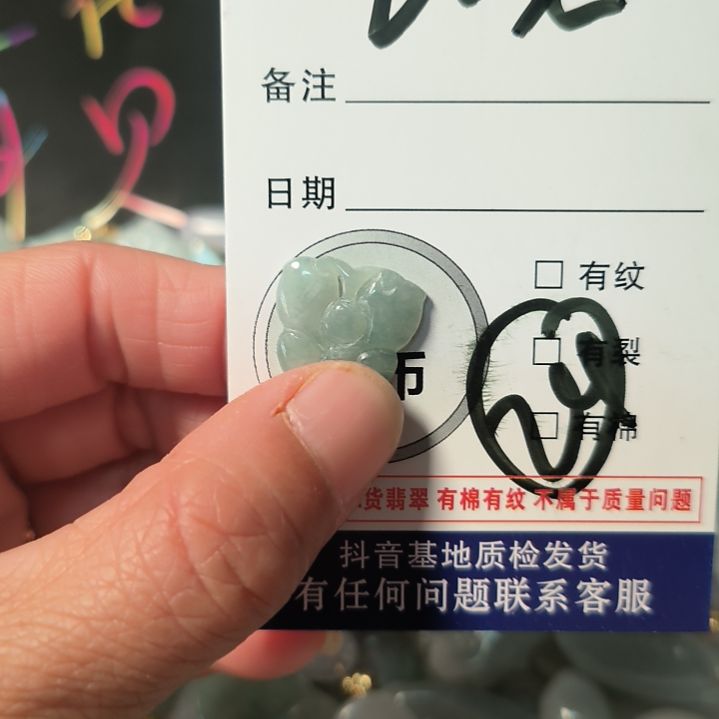 备注
日期
有纹
有裂
有棉
货翡翠 有棉有纹 不属于质量问题
抖音基地质检发货
有任何问题联系客服